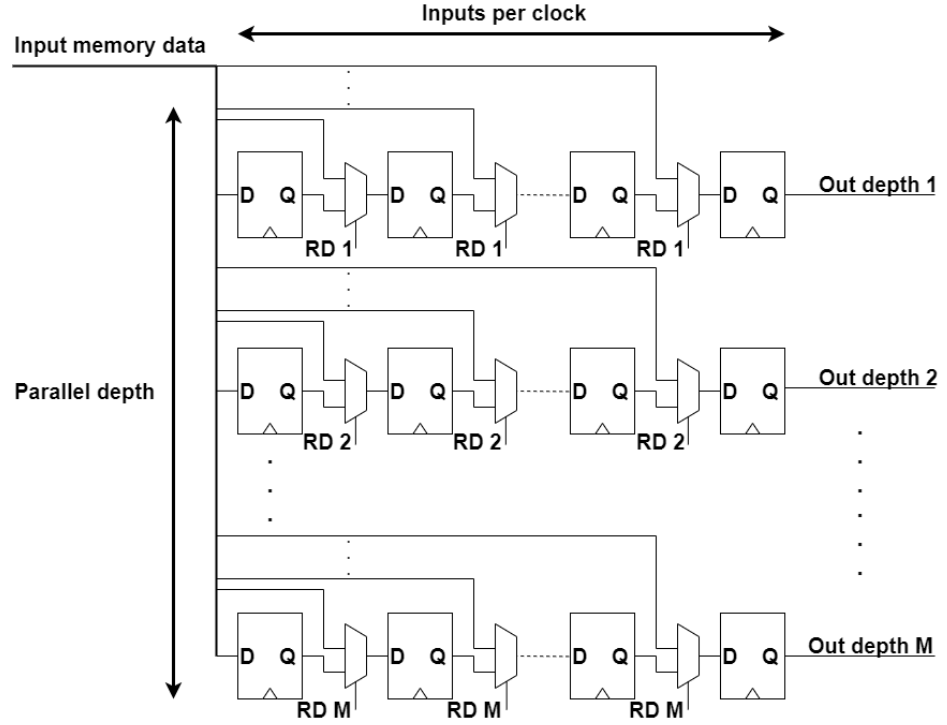 Inputs per clock
Input memory data
D Q D Q D Q D Q Out depth 1
RD 1 RD 1 RD 1
Parallel depth
D Q D Q D Q D Q Out depth 2
RD 2 RD 2 RD 2
D Q D Q D Q D Q Out depth M
RD M RD M RD M